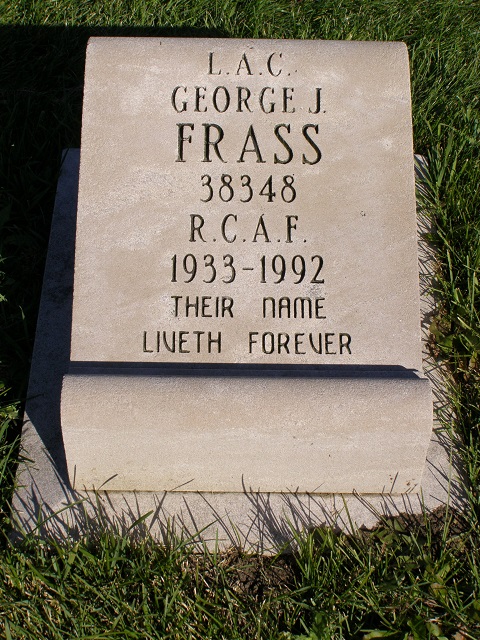 L.A.C.
GEORGE J.
FRASS
38348
R.C.A.F.
1933-1992
THEIR NAME
LIVETH FOREVER